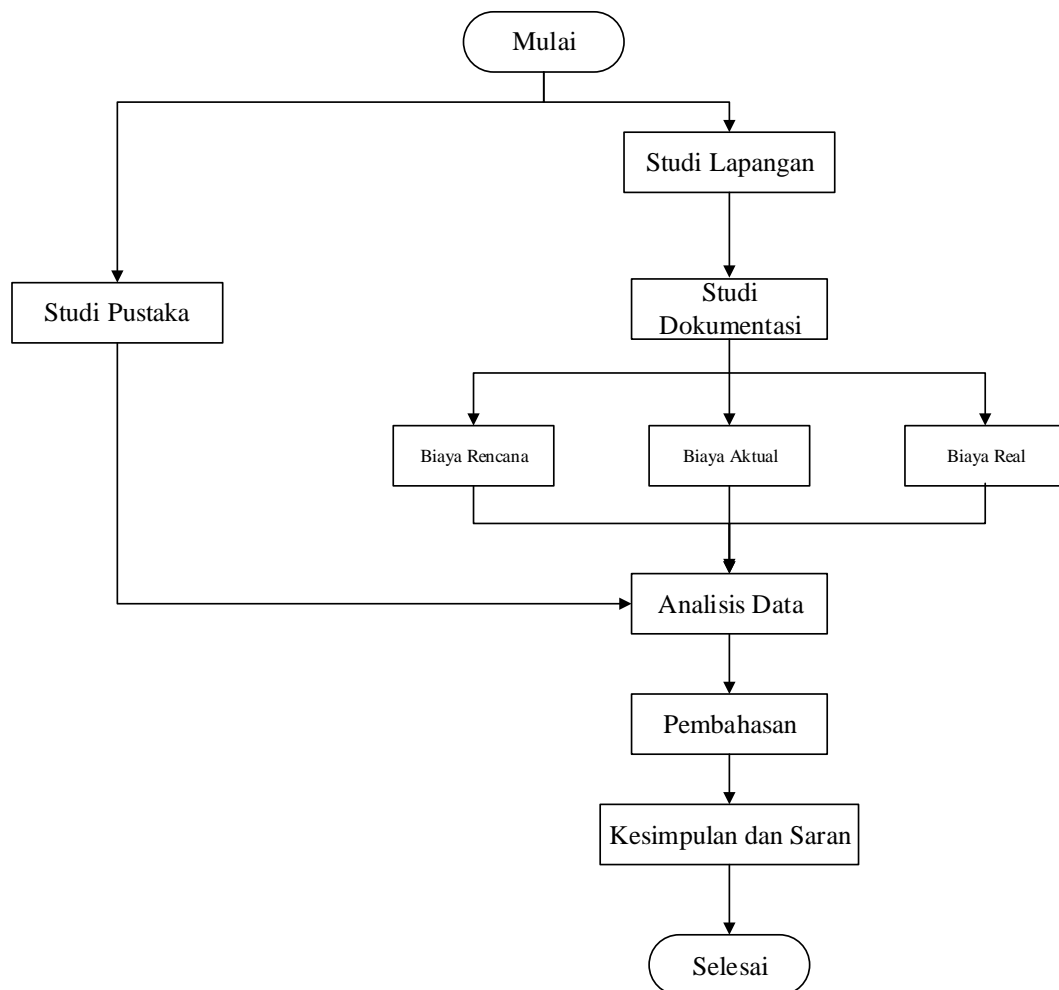 Mulai
Studi Lapangan
Studi Pustaka
Studi
Dokumentasi
Biaya Rencana
Biaya Aktual
Biaya Real
Analisis Data
Pembahasan
Kesimpulan dan Saran
Selesai